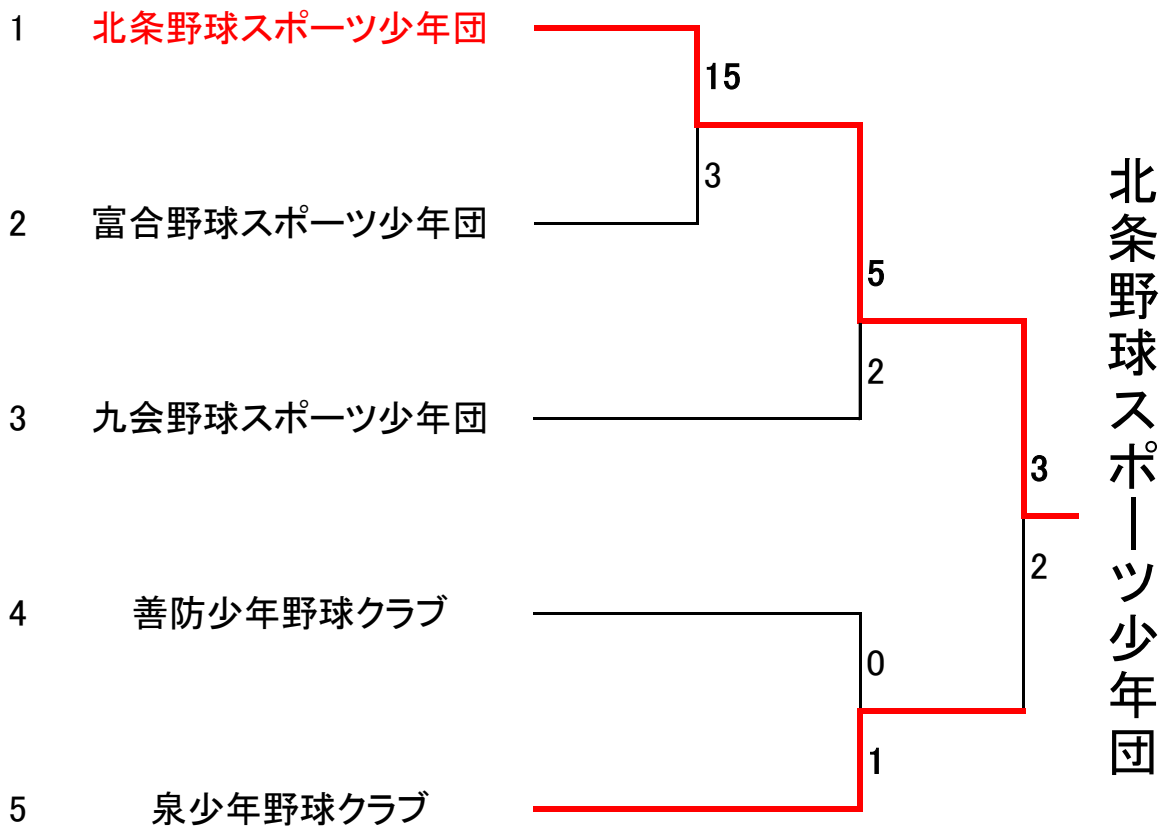 1 北条野球スポーツ少年団
15
3
2 富合野球スポーツ少年団
5
2
3 九会野球スポーツ少年団
3
2
4 善防少年野球クラブ
0
1
5 泉少年野球クラブ
北条野球スポーツ少年団